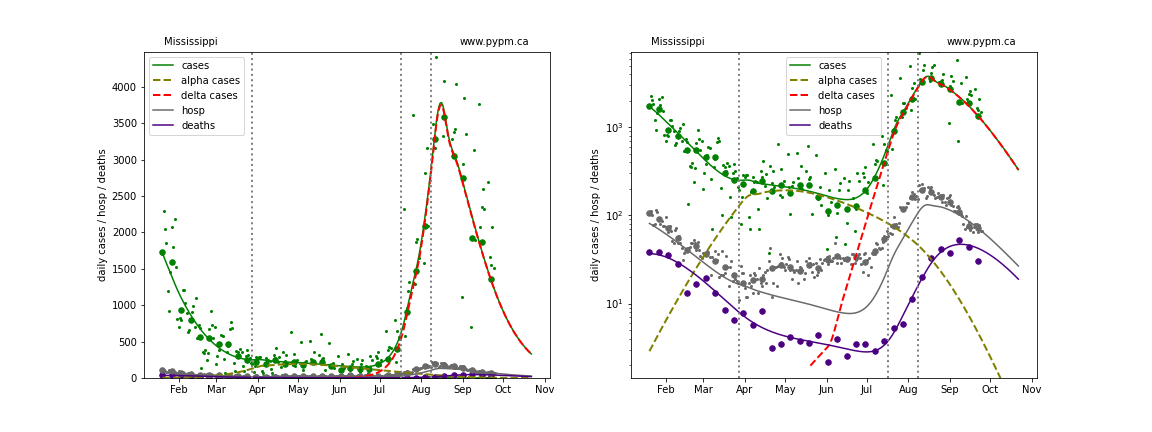 Mississippi
www.pypm.ca
daily cases / hosp / deaths
4000
3500
3000
2500
2000
1500
1000
500
0
cases
alpha cases
delta cases
hosp
deaths
Feb Mar Apr May Jun Jul Aug Sep Oct Nov
Mississippi
www.pypm.ca
daily cases / hosp / deaths
10³
10²
10¹
cases
alpha cases
delta cases
hosp
deaths
Feb Mar Apr May Jun Jul Aug Sep Oct Nov